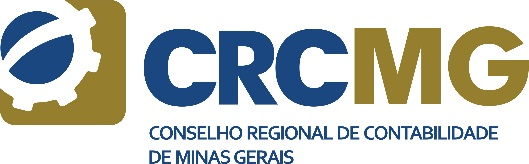 CRCMG
CONSELHO REGIONAL DE CONTABILIDADE
DE MINAS GERAIS